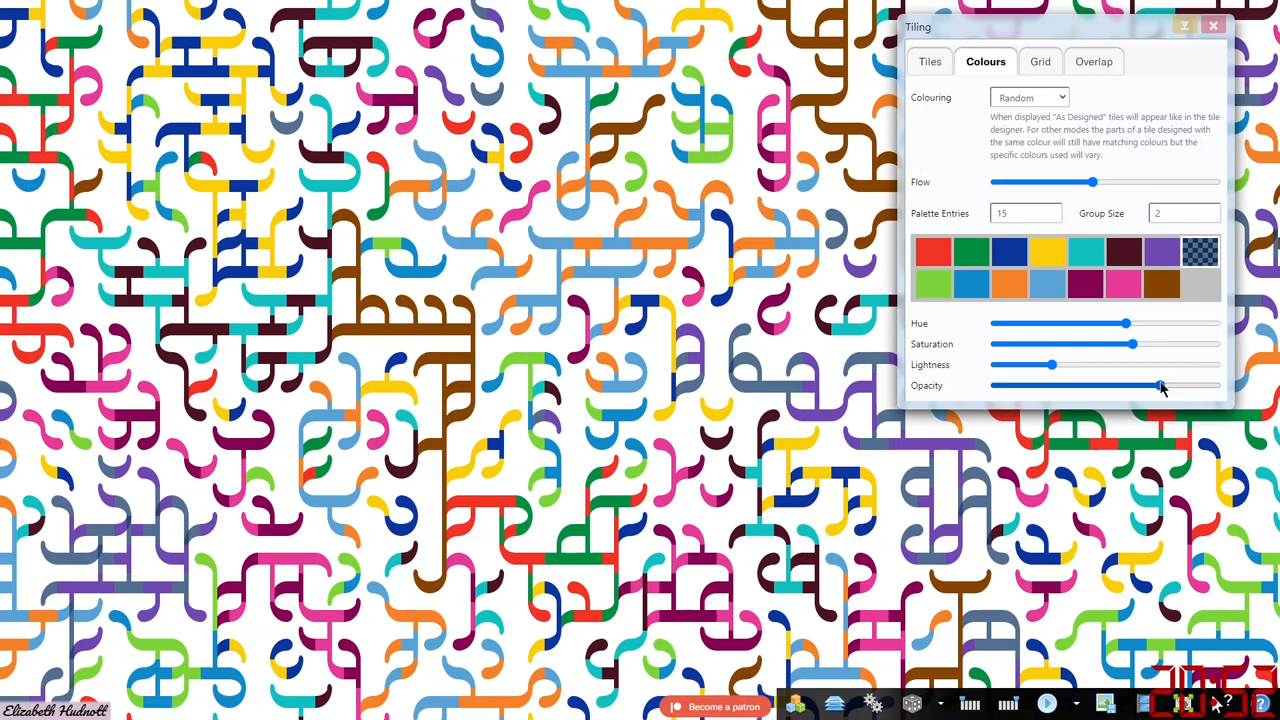 Tiling
Tiles Colours Grid Overlap
Colouring Random
When displayed "As Designed" tiles will appear like in the tile
designer. For other modes the parts of a tile designed with
the same colour will still have matching colours but the
specific colours used will vary.
Flow
Palette Entries 15 Group Size 2
Hue
Saturation
Lightness
Opacity
Elizabeth Hudnott
Become a patron